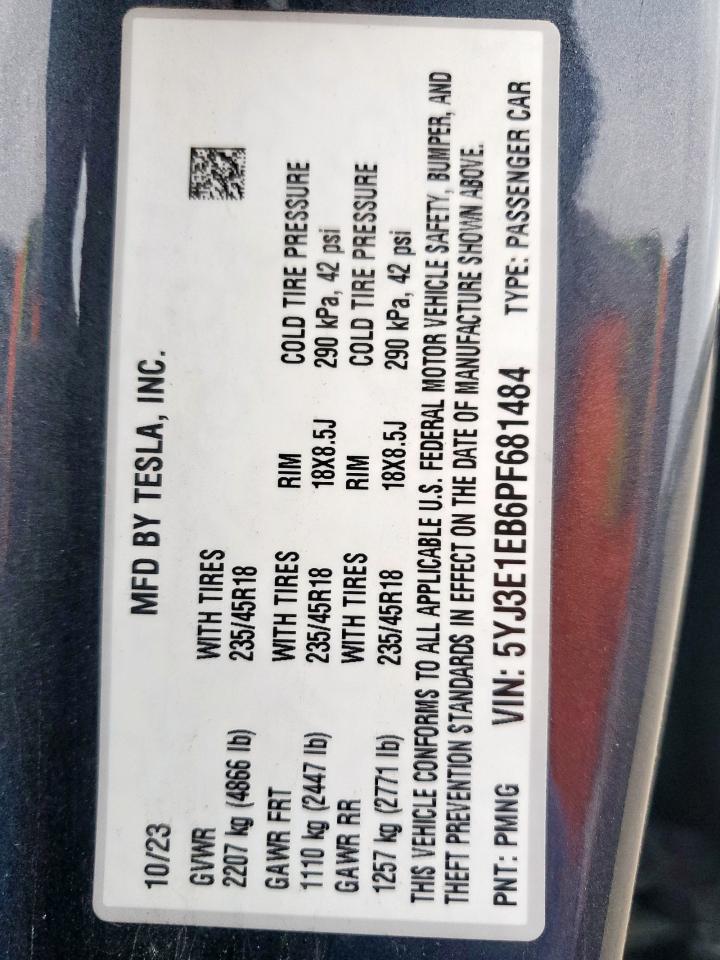 10/23 MFD BY TESLA, INC.
GVWR WITH TIRES
2207 kg (4866 lb) 235/45R18
GAWR FRT WITH TIRES RIM COLD TIRE PRESSURE
1110 kg (2447 lb) 235/45R18 18X8.5J 290 kPa, 42 psi
GAWR RR WITH TIRES RIM COLD TIRE PRESSURE
1257 kg (2771 lb) 235/45R18 18X8.5J 290 kPa, 42 psi
THIS VEHICLE CONFORMS TO ALL APPLICABLE U.S. FEDERAL MOTOR VEHICLE SAFETY, BUMPER, AND
THEFT PREVENTION STANDARDS IN EFFECT ON THE DATE OF MANUFACTURE SHOWN ABOVE.
PNT: PMNG VIN: 5YJ3E1EB6PF681484 TYPE: PASSENGER CAR